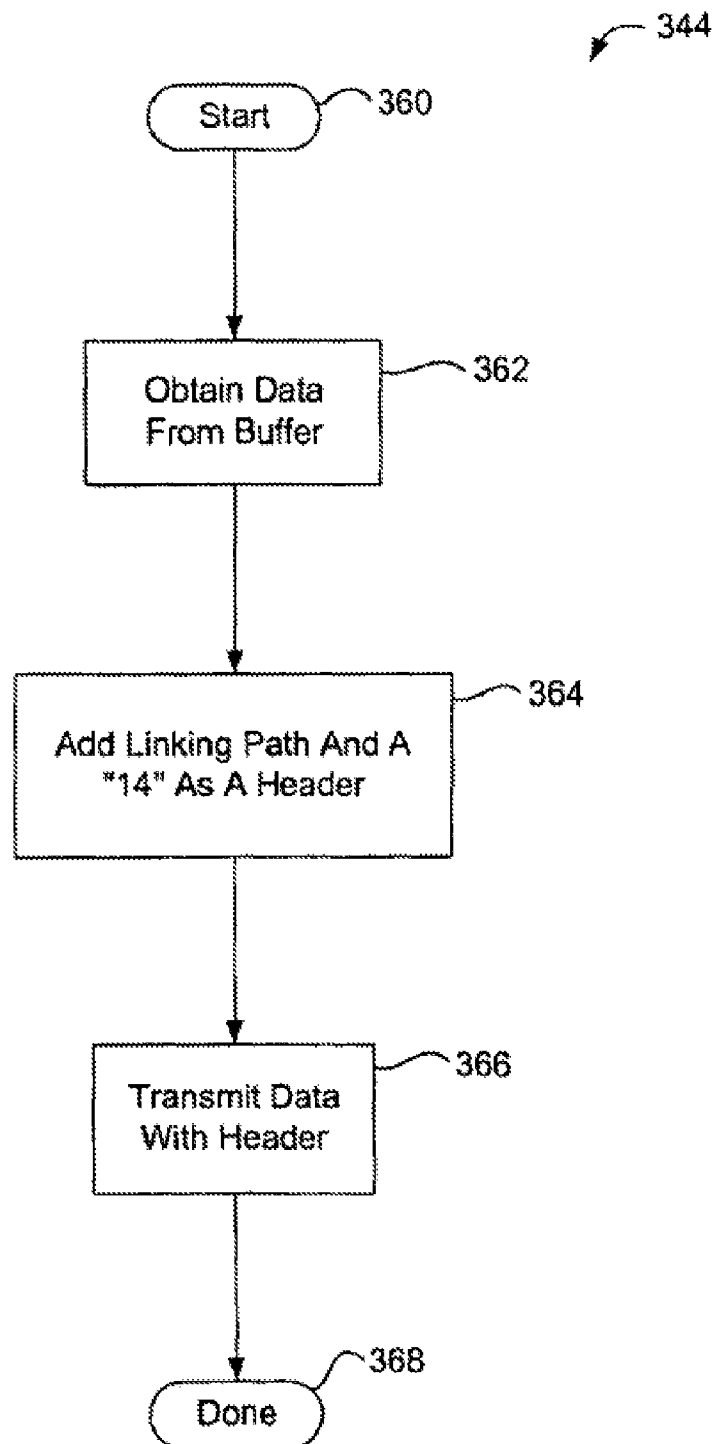 344
Start
360
Obtain Data
From Buffer
362
Add Linking Path And A
"14" As A Header
364
Transmit Data
With Header
366
Done
368